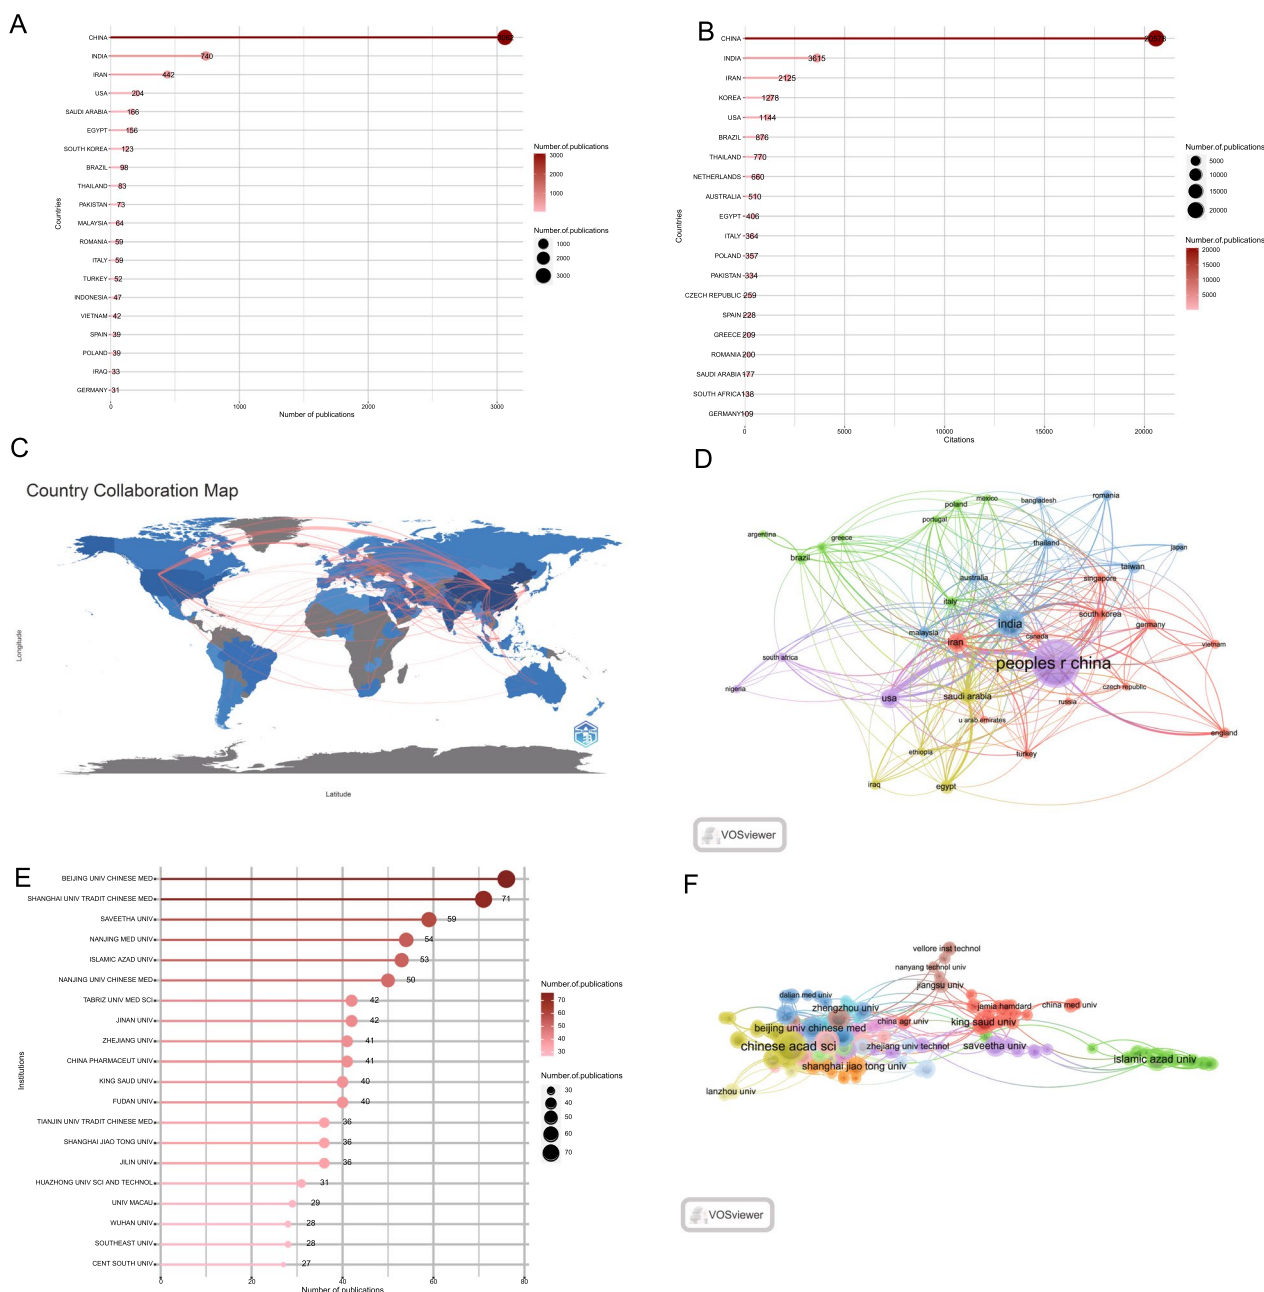 A
CHINA
INDIA 740
IRAN 442
USA 204
SAUDI ARABIA 166
EGYPT 156
SOUTH KOREA 123
BRAZIL 98
THAILAND 83
PAKISTAN 73
MALAYSIA 64
ROMANIA 59
ITALY 59
TURKEY 52
INDONESIA 47
VIETNAM 42
SPAIN 39
POLAND 39
IRAQ 33
GERMANY 31
Countries
0 1000 2000 3000
Number of publications
Number.of.publications
3000
2000
1000
Number.of.publications
1000
2000
3000
B
CHINA
INDIA 3615
IRAN 2125
KOREA 1278
USA 1144
BRAZIL 876
THAILAND 770
NETHERLANDS 660
AUSTRALIA 510
EGYPT 406
ITALY 364
POLAND 357
PAKISTAN 334
CZECH REPUBLIC 259
SPAIN 228
GREECE 209
ROMANIA 200
SAUDI ARABIA 177
SOUTH AFRICA 138
GERMANY 109
Countries
0 5000 10000 15000 20000
Citations
Number.of.publications
5000
10000
15000
20000
Number.of.publications
20000
15000
10000
5000
C
Country Collaboration Map
Longitude
Latitude
D
romania
mexico
bangladesh
poland
portugal
argentina
greece
thailand
japan
brazil
taiwan
australia
singapore
italy
south korea
india
germany
malaysia
canada
iran
vietnam
south africa
peoples r china
nigeria
czech republic
usa
saudi arabia
russia
u arab emirates
england
ethiopia
turkey
iraq
egypt
VOSviewer
E
BEIJING UNIV CHINESE MED
SHANGHAI UNIV TRADIT CHINESE MED 71
SAVEETHA UNIV 59
NANJING MED UNIV 54
ISLAMIC AZAD UNIV 53
NANJING UNIV CHINESE MED 50
TABRIZ UNIV MED SCI 42
JINAN UNIV 42
ZHEJIANG UNIV 41
CHINA PHARMACEUT UNIV 41
KING SAUD UNIV 40
FUDAN UNIV 40
TIANJIN UNIV TRADIT CHINESE MED 36
SHANGHAI JIAO TONG UNIV 36
JILIN UNIV 36
HUAZHONG UNIV SCI AND TECHNOL 31
UNIV MACAU 29
WUHAN UNIV 28
SOUTHEAST UNIV 28
CENT SOUTH UNIV 27
Institutions
0 20 40 60 80
Number of publications
Number.of.publications
70
60
50
40
30
Number.of.publications
30
40
50
60
70
F
vellore inst technol
nanyang technol univ
jiangsu univ
dalian med univ
zhengzhou univ
jamia hamdard
china med univ
china agr univ
king saud univ
beijing univ chinese med
chinese acad sci
zhejiang univ technol
saveetha univ
islamic azad univ
shanghai jiao tong univ
lanzhou univ
VOSviewer